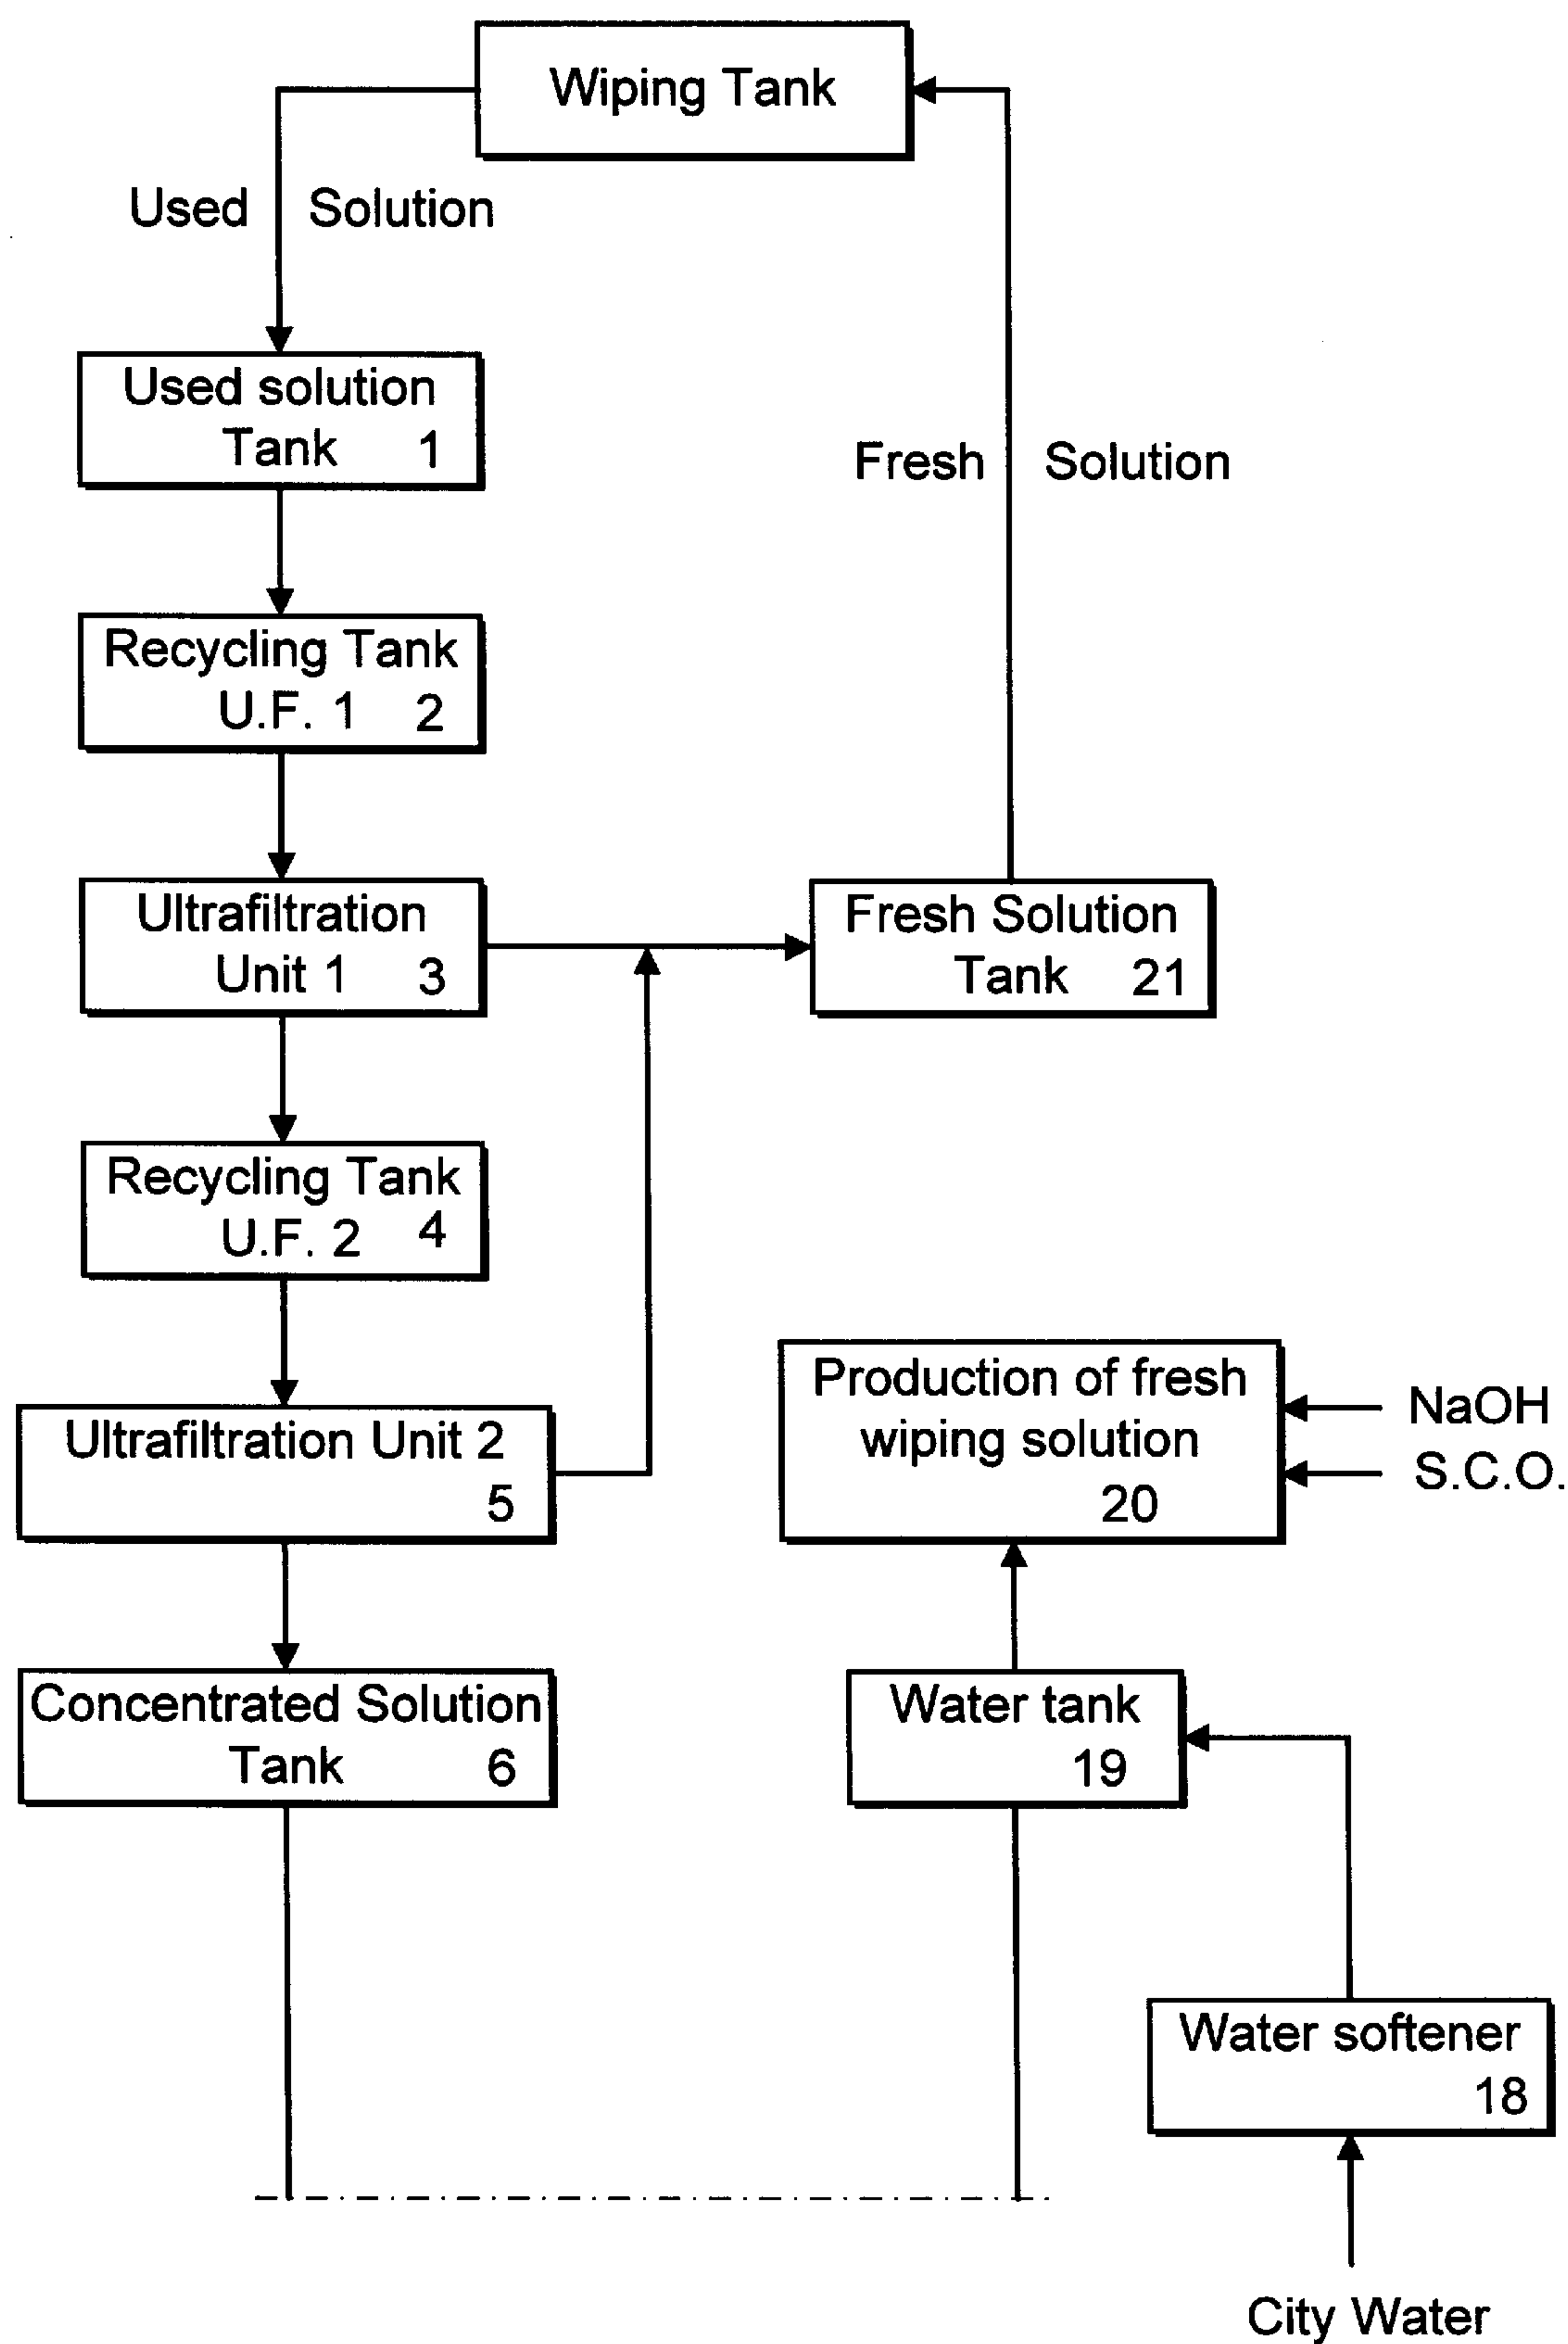 Wiping Tank
Used Solution
Used solution
Tank 1
Fresh Solution
Recycling Tank
U.F. 1 2
Ultrafiltration
Unit 1 3
Fresh Solution
Tank 21
Recycling Tank
U.F. 2 4
Ultrafiltration Unit 2
5
Production of fresh
wiping solution
20
NaOH
S.C.O.
Concentrated Solution
Tank 6
Water tank
19
Water softener
18
City Water